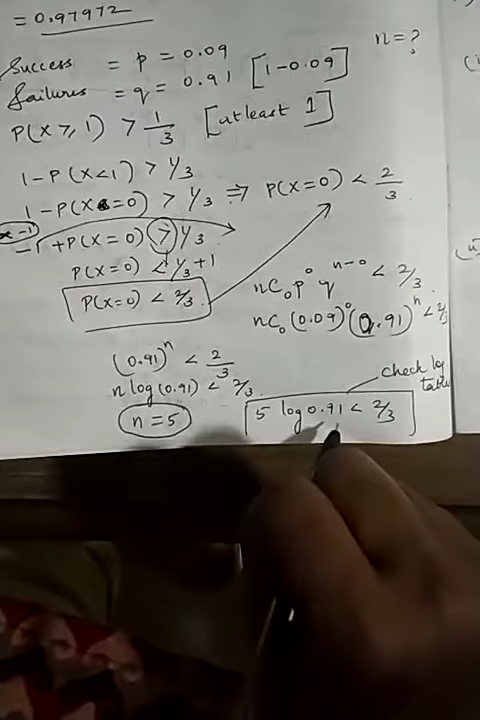 = 0.97972
n = ?
Success = p = 0.09
failures = q = 0.91 [1-0.09]
P(X ≥ 1) > 1/3 [atleast 1]
1 - P(X < 1) > 1/3
1 - P(X = 0) > 1/3 ⇒ P(X = 0) < 2/3
-1 + P(X = 0) > 1/3
P(X = 0) < 1/3 + 1
P(X = 0) < 2/3
nC₀ p⁰ qⁿ⁻⁰ < 2/3
nC₀ (0.09)⁰ (0.91)ⁿ < 2/3
(0.91)ⁿ < 2/3
n log (0.91) < 2/3
check log table
n = 5
5 log 0.91 < 2/3